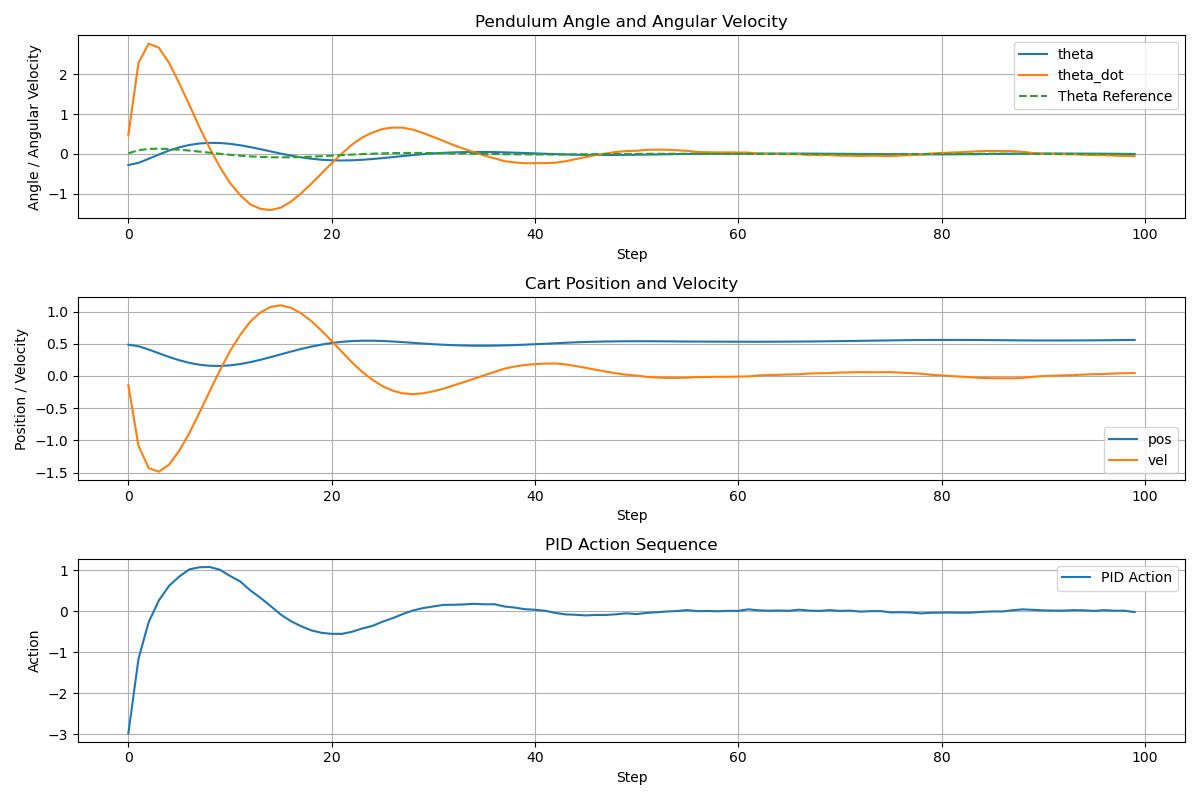 Pendulum Angle and Angular Velocity
Angle / Angular Velocity
2
1
0
−1
theta
theta_dot
Theta Reference
0 20 40 60 80 100
Step
Cart Position and Velocity
Position / Velocity
1.0
0.5
0.0
−0.5
−1.0
−1.5
pos
vel
0 20 40 60 80 100
Step
PID Action Sequence
Action
1
0
−1
−2
−3
PID Action
0 20 40 60 80 100
Step